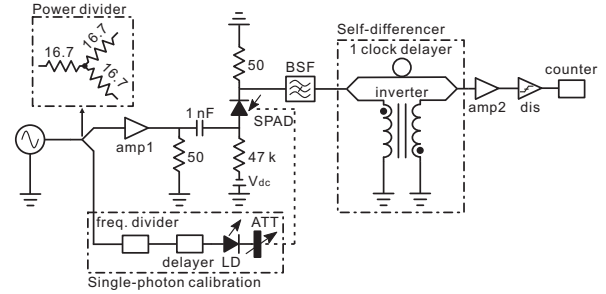 Power divider
16.7
16.7
16.7
amp1
1 nF
50
50
SPAD
47 k
Vdc
BSF
Self-differencer
1 clock delayer
inverter
amp2
dis
counter
freq. divider
delayer
LD
ATT
Single-photon calibration